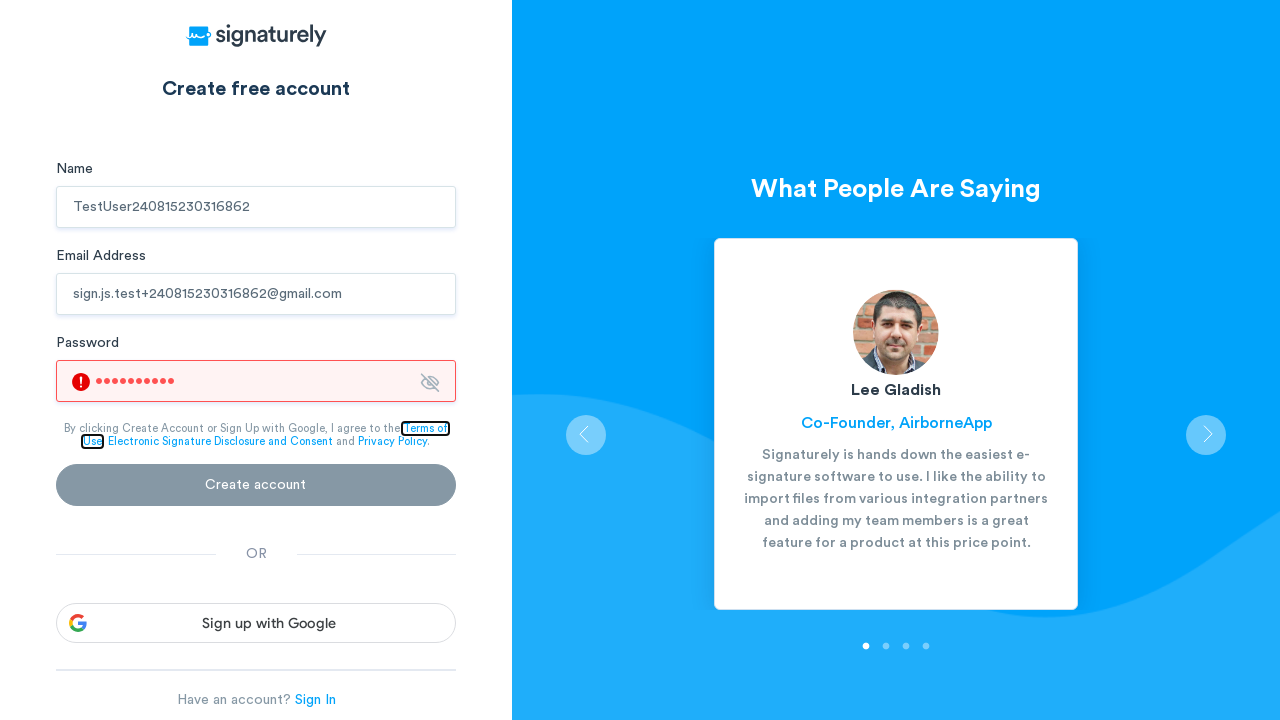 signaturely
Create free account
Name
TestUser240815230316862
Email Address
sign.js.test+240815230316862@gmail.com
Password
By clicking Create Account or Sign Up with Google, I agree to the Terms of
Use, Electronic Signature Disclosure and Consent and Privacy Policy.
Create account
OR
Sign up with Google
Have an account? Sign In
What People Are Saying
Lee Gladish
Co-Founder, AirborneApp
Signaturely is hands down the easiest e-
signature software to use. I like the ability to
import files from various integration partners
and adding my team members is a great
feature for a product at this price point.